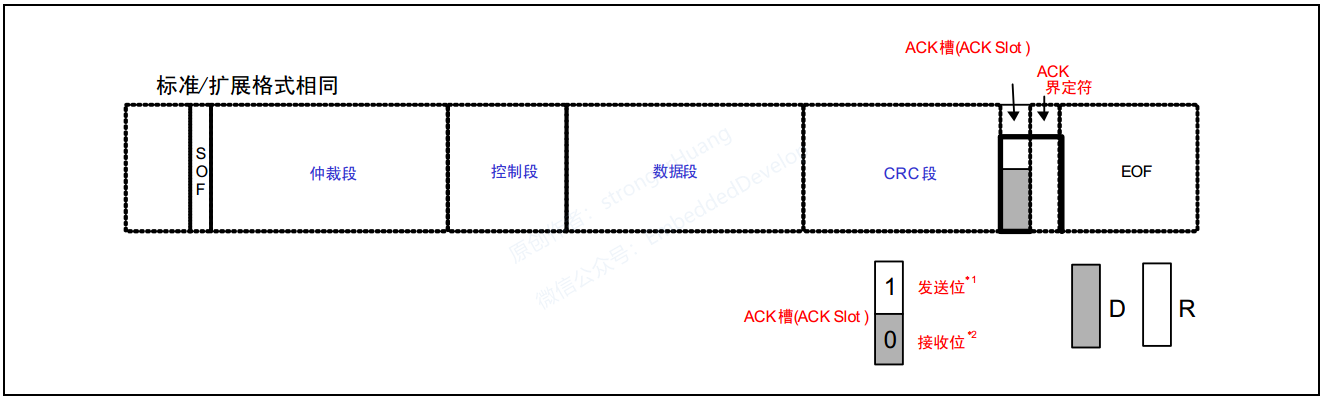 ACK槽(ACK Slot )
ACK
界定符
标准/扩展格式相同
SOF
仲裁段
控制段
数据段
CRC 段
EOF
原创作者：strongerHuang
微信公众号：EmbeddedDevelop
1
发送位*1
ACK槽(ACK Slot )
0
接收位*2
D
R